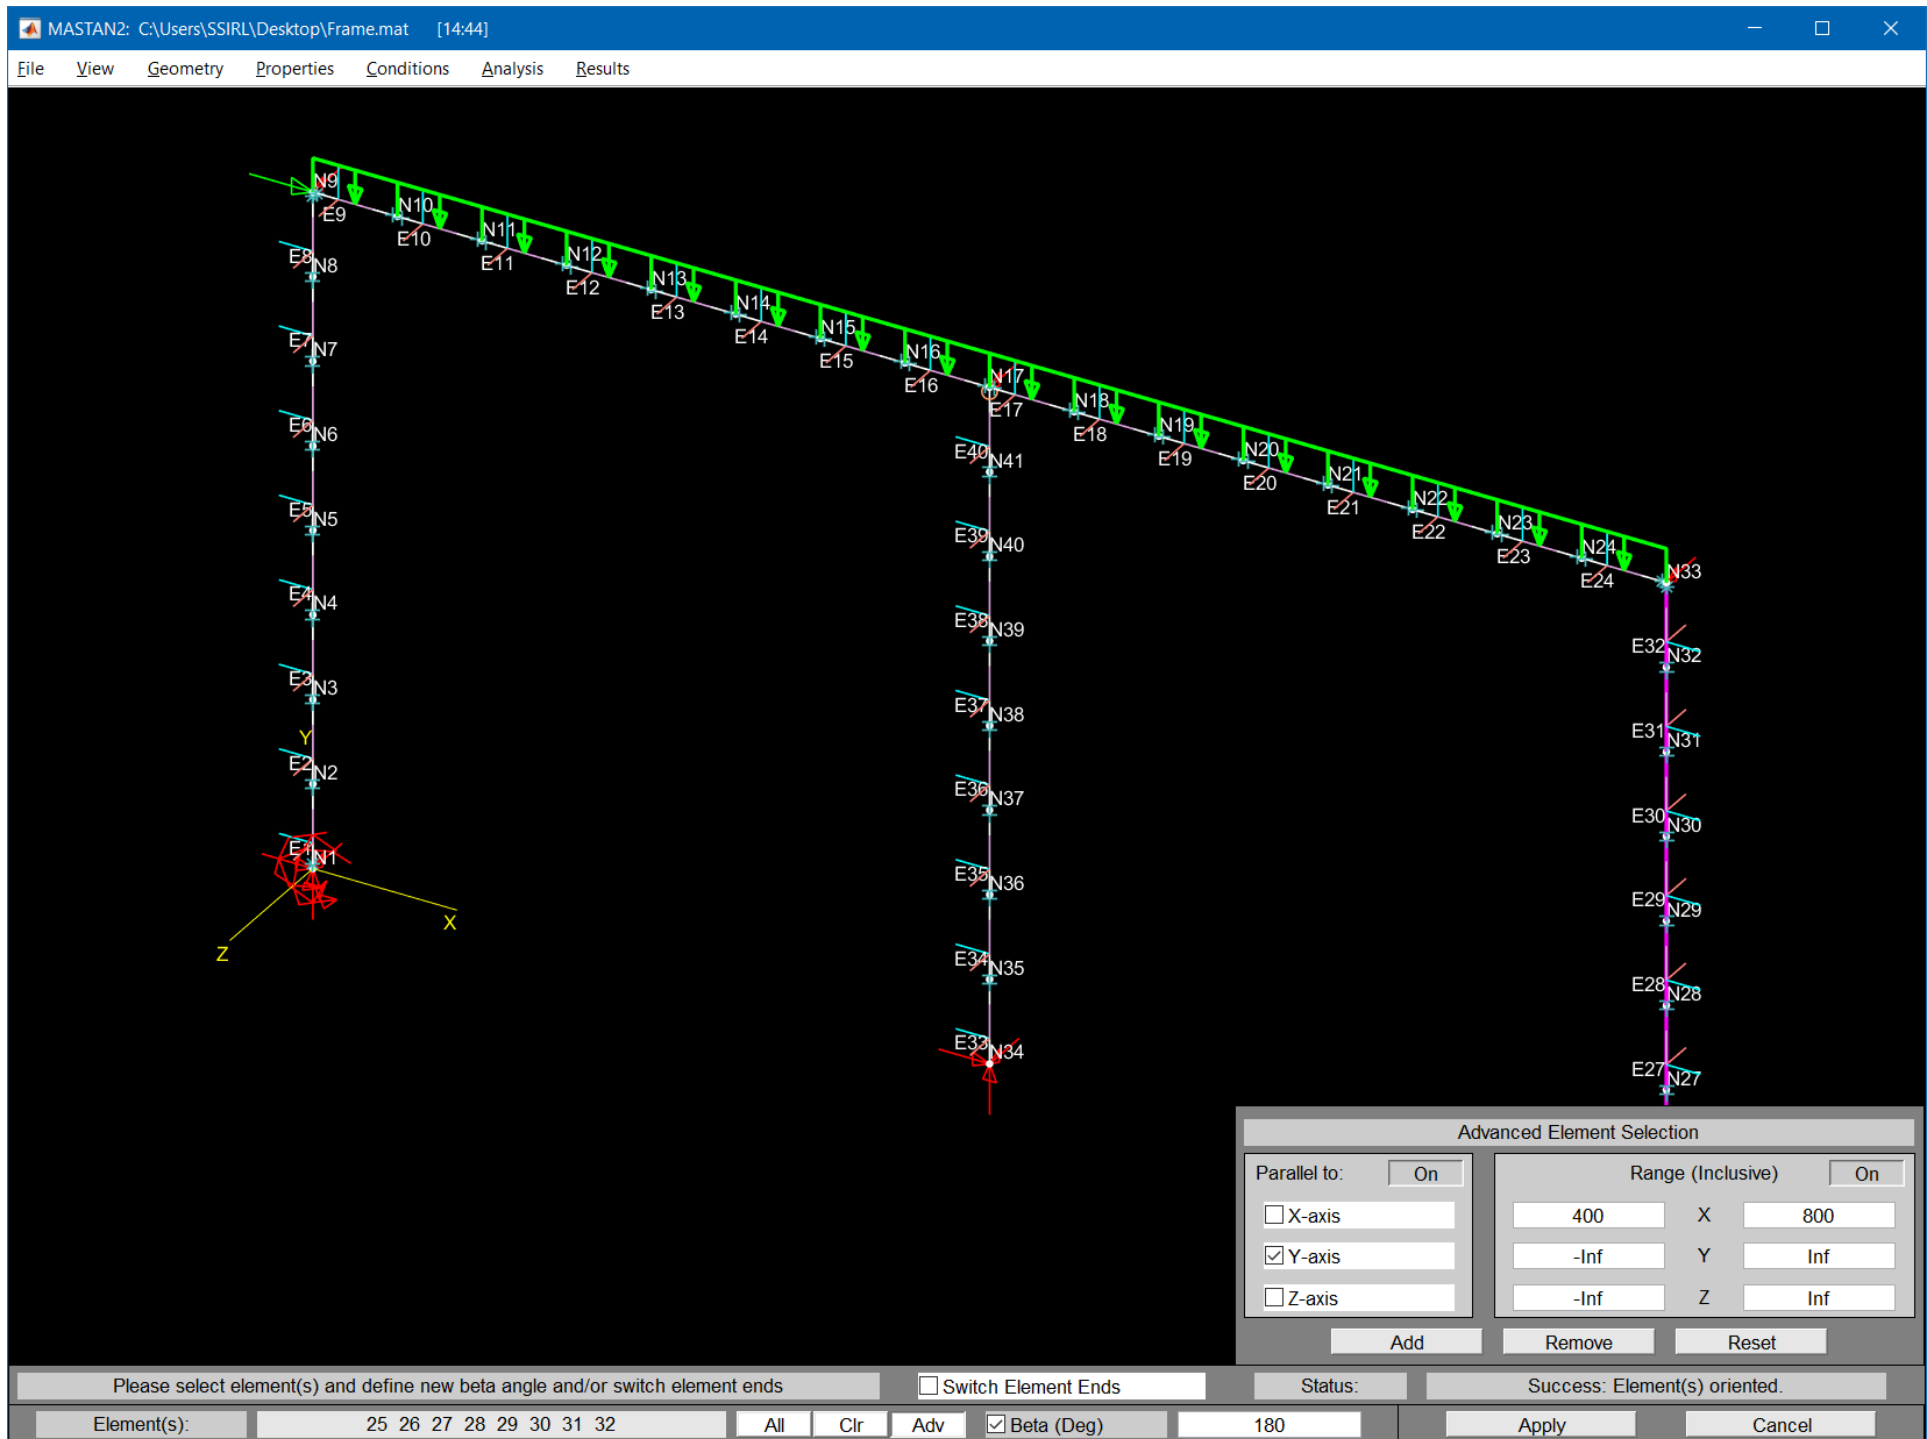 MASTAN2: C:\Users\SSIRL\Desktop\Frame.mat [14:44]
File View Geometry Properties Conditions Analysis Results
N9
E9
N10
E10
N11
E11
N12
E12
N13
E13
N14
E14
N15
E15
N16
E16
N17
E17
N18
E18
N19
E19
N20
E20
N21
E21
N22
E22
N23
E23
N24
E24
N33
E8 N8
E7 N7
E6 N6
E5 N5
E4 N4
E3 N3
Y
E2 N2
E1 N1
X
Z
E40 N41
E39 N40
E38 N39
E37 N38
E36 N37
E35 N36
E34 N35
E33 N34
E32 N32
E31 N31
E30 N30
E29 N29
E28 N28
E27 N27
Advanced Element Selection
Parallel to: On
X-axis
Y-axis
Z-axis
Range (Inclusive) On
400 X 800
-Inf Y Inf
-Inf Z Inf
Add Remove Reset
Please select element(s) and define new beta angle and/or switch element ends Switch Element Ends Status: Success: Element(s) oriented.
Element(s): 25 26 27 28 29 30 31 32 All Clr Adv Beta (Deg) 180 Apply Cancel